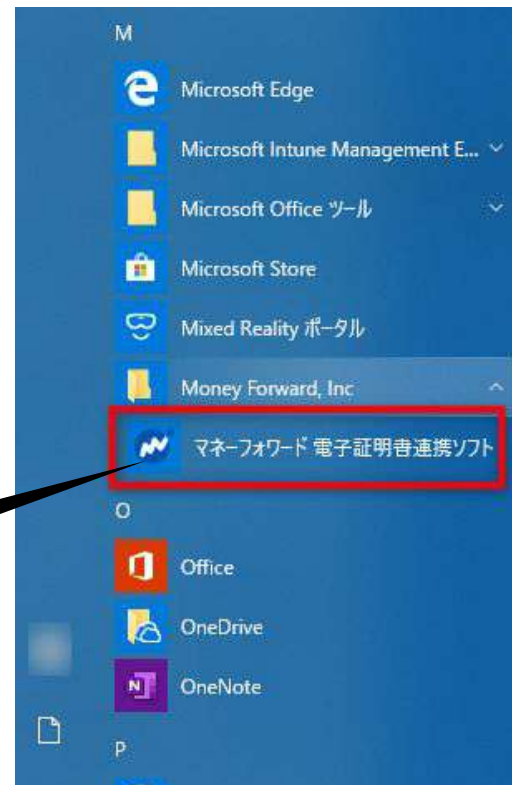 M
Microsoft Edge
Microsoft Intune Management E...
Microsoft Office ツール
Microsoft Store
Mixed Reality ポータル
Money Forward, Inc
マネーフォワード 電子証明書連携ソフト
O
Office
OneDrive
OneNote
P